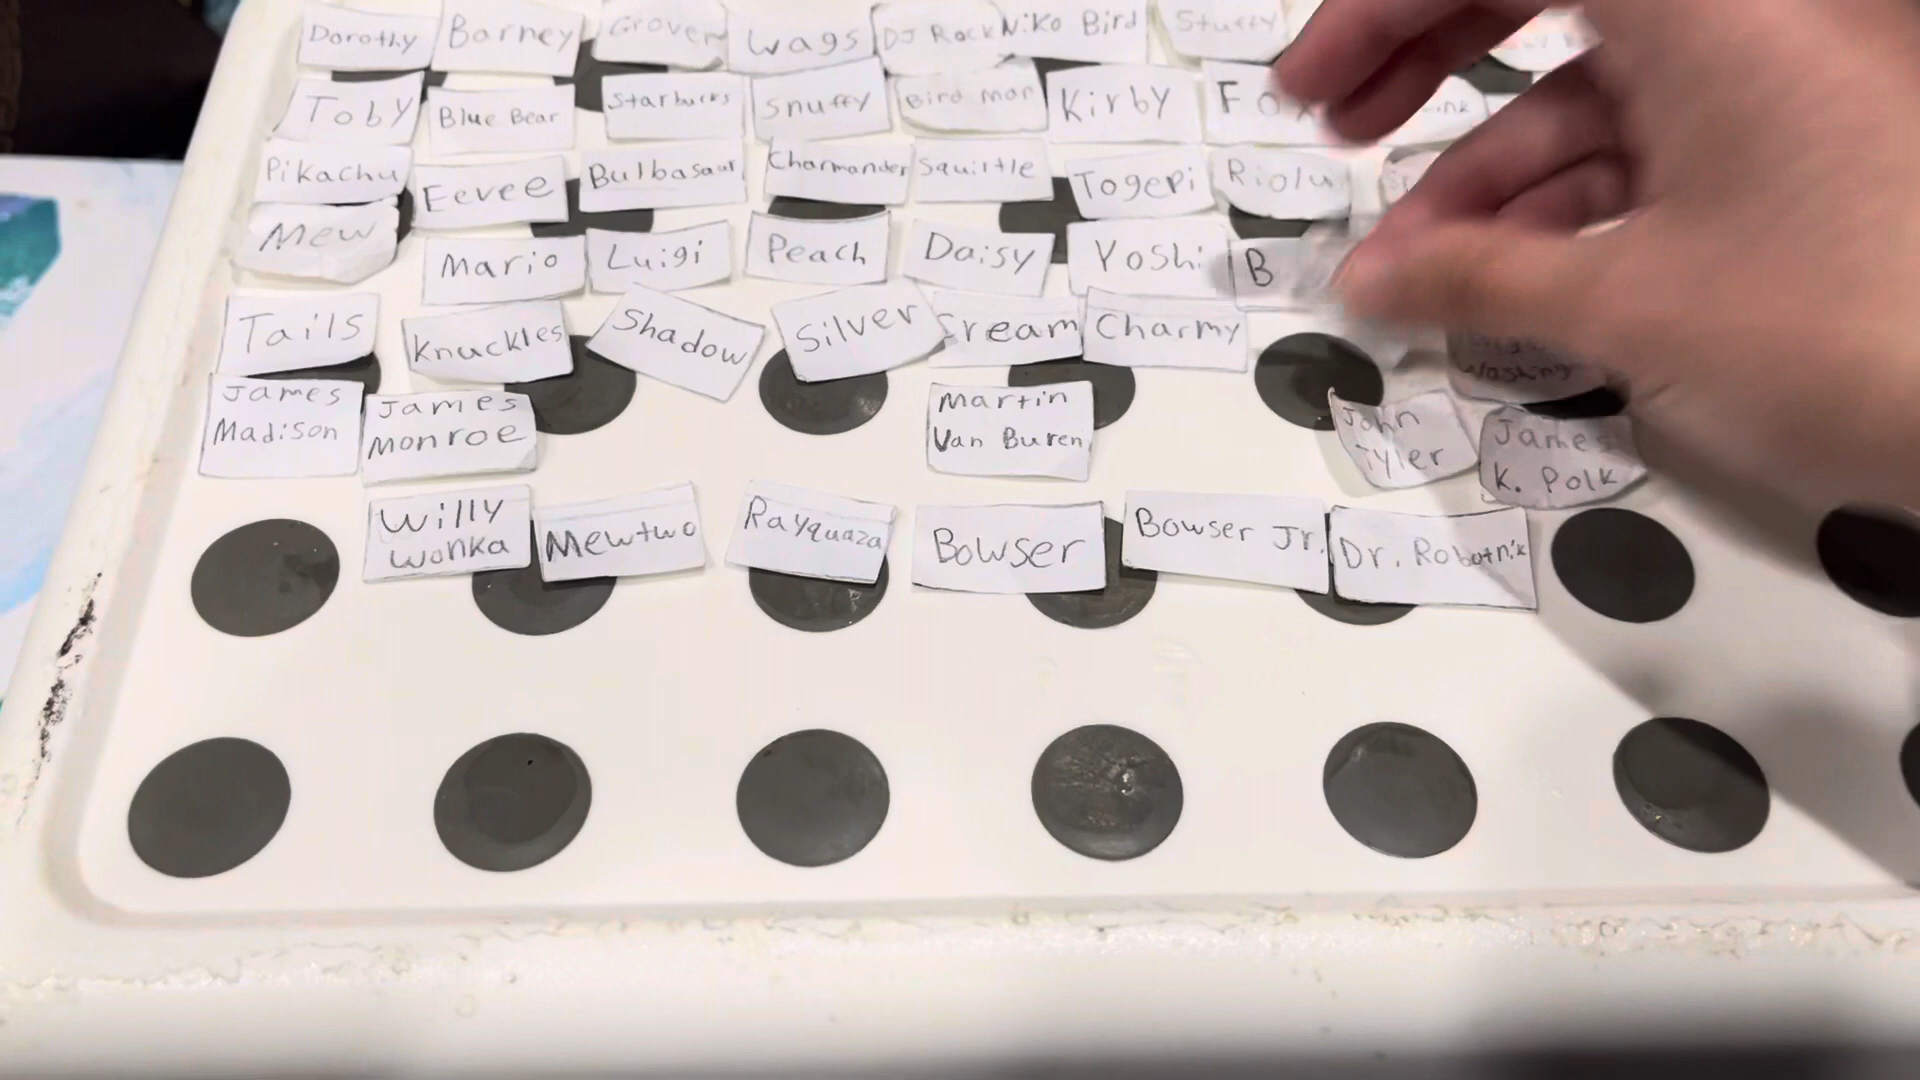 Dorothy Barney Grover Wags DJ Rock Niko Bird Stuffy
Toby Blue Bear Starbucks Snuffy Bird man Kirby Fox
Pikachu Eevee Bulbasaur Charmander Squirtle Togepi Riolu
Mew Mario Luigi Peach Daisy Yoshi B
Tails Knuckles Shadow Silver Cream Charmy
James
Madison
James
monroe
Martin
Van Buren
John
Tyler
James
K. Polk
Willy
Wonka
Mewtwo Rayquaza Bowser Bowser Jr. Dr. Robotnik